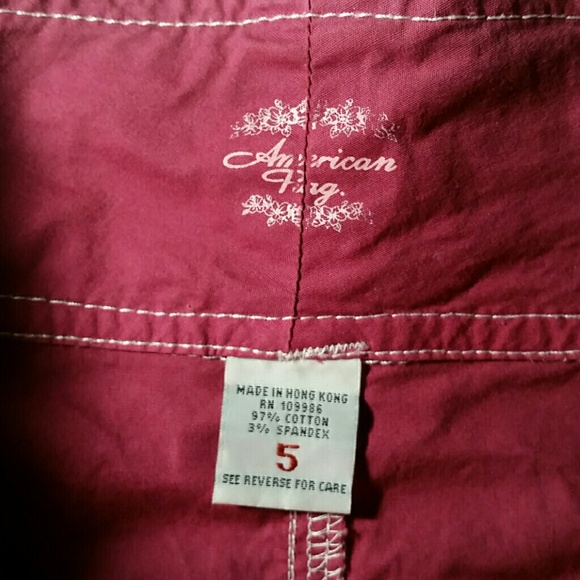 American
Rag.
MADE IN HONG KONG
RN 109986
97% COTTON
3% SPANDEX
5
SEE REVERSE FOR CARE